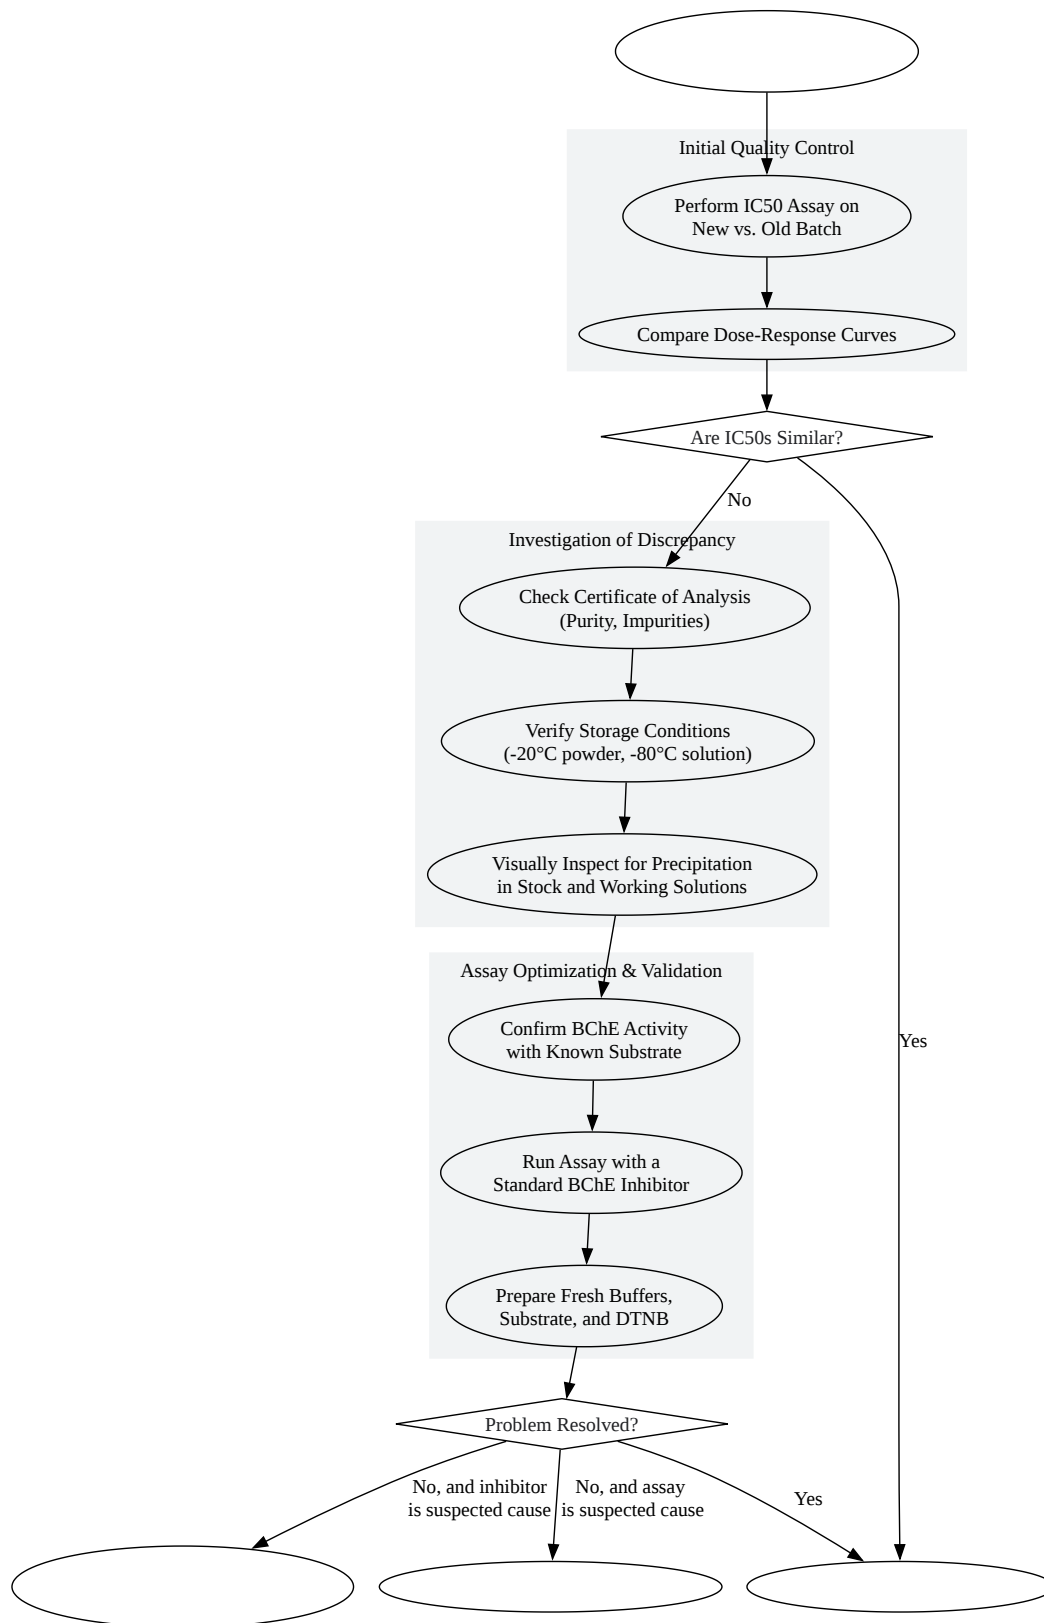 Initial Quality Control
Perform IC50 Assay on
New vs. Old Batch
Compare Dose-Response Curves
Are IC50s Similar?
No
Investigation of Discrepancy
Check Certificate of Analysis
(Purity, Impurities)
Verify Storage Conditions
(-20°C powder, -80°C solution)
Visually Inspect for Precipitation
in Stock and Working Solutions
Assay Optimization & Validation
Confirm BChE Activity
with Known Substrate
Yes
Run Assay with a
Standard BChE Inhibitor
Prepare Fresh Buffers,
Substrate, and DTNB
Problem Resolved?
No, and inhibitor
is suspected cause
No, and assay
is suspected cause
Yes